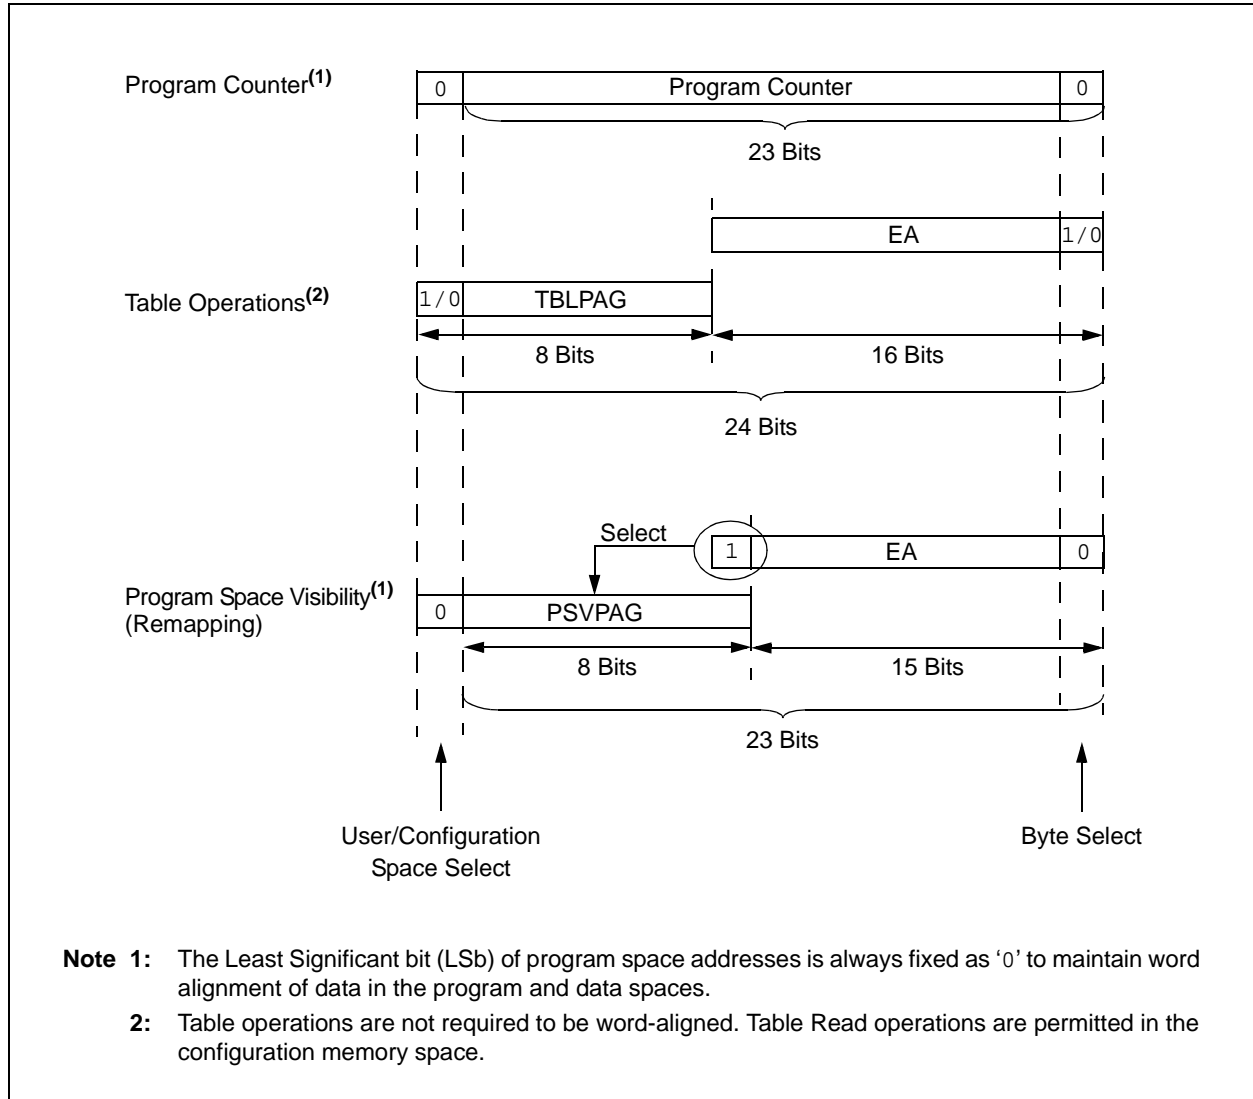 Program Counter(1)
0 Program Counter 0
23 Bits
EA 1/0
Table Operations(2)
1/0 TBLPAG
8 Bits 16 Bits
24 Bits
Select
1 EA 0
Program Space Visibility(1)
(Remapping)
0 PSVPAG
8 Bits 15 Bits
23 Bits
User/Configuration
Space Select
Byte Select
Note 1: The Least Significant bit (LSb) of program space addresses is always fixed as ‘0’ to maintain word
alignment of data in the program and data spaces.
2: Table operations are not required to be word-aligned. Table Read operations are permitted in the
configuration memory space.